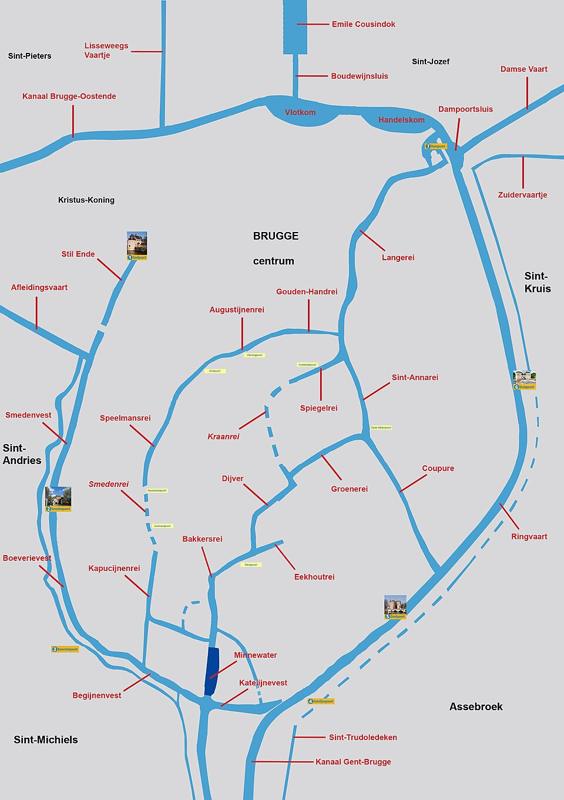 Emile Cousindok
Lisseweegs
Vaartje
Sint-Pieters
Sint-Jozef
Boudewijnsluis
Damse Vaart
Kanaal Brugge-Oostende
Vlotkom
Handelskom
Dampoortsluis
Zuidervaartje
Kristus-Koning
BRUGGE
centrum
Stil Ende
Langerei
Sint-
Kruis
Afleidingsvaart
Gouden-Handrei
Augustijnenrei
Sint-Annarei
Spiegelrei
Smedenvest
Speelmansrei
Kraanrei
Sint-
Andries
Coupure
Smedenrei
Dijver
Groenerei
Ringvaart
Bakkersrei
Boeverievest
Kapucijnenrei
Eekhoutrei
Minnewater
Katelijnevest
Begijnenvest
Assebroek
Sint-Michiels
Sint-Trudoledeken
Kanaal Gent-Brugge